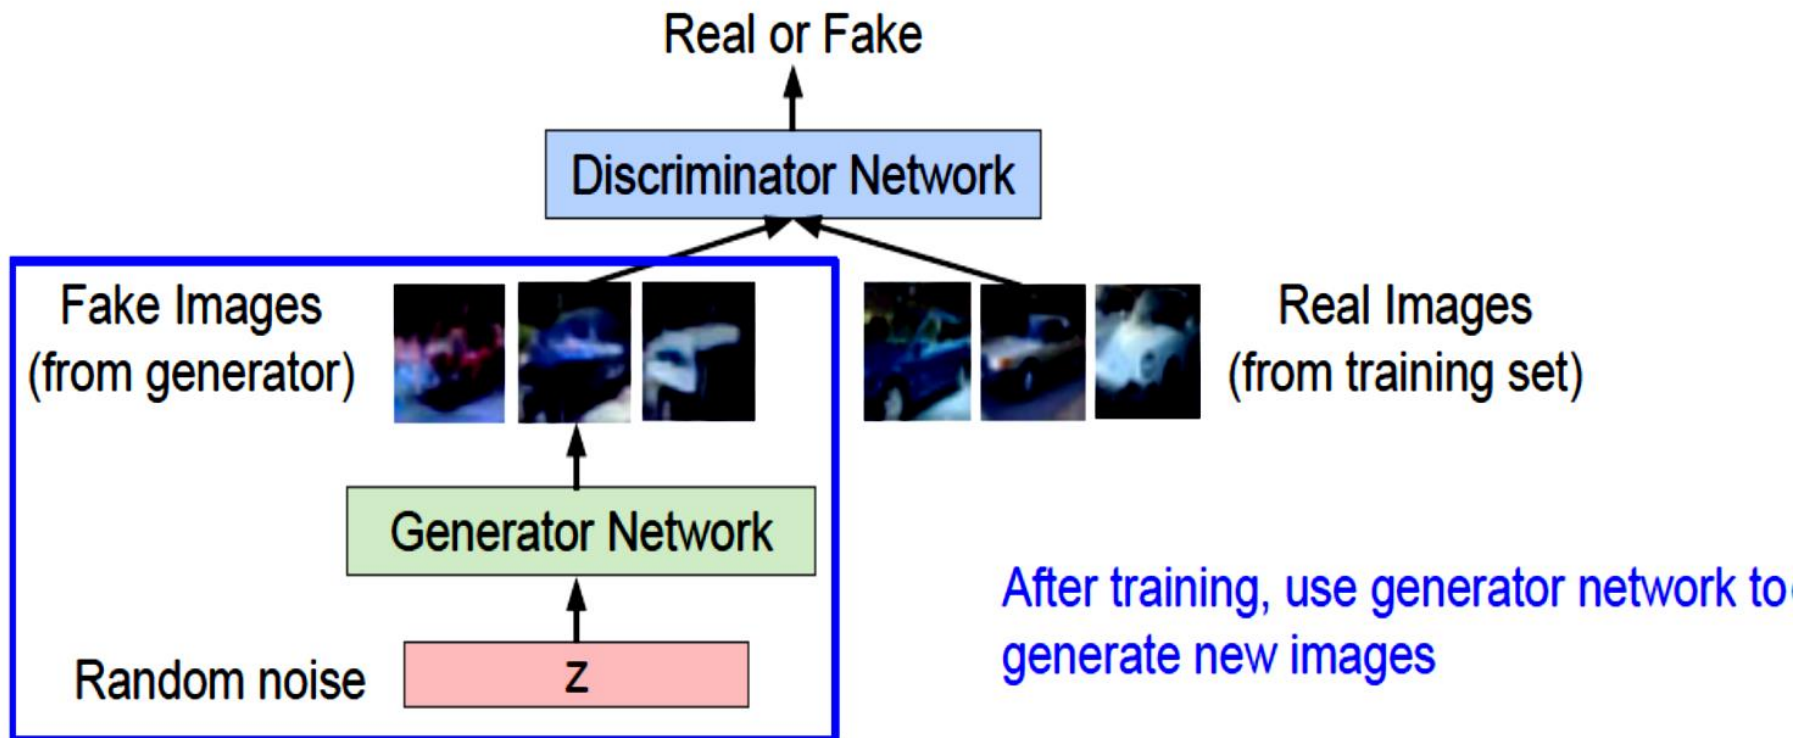 Real or Fake
Discriminator Network
Fake Images
(from generator)
Real Images
(from training set)
Generator Network
Random noise
z
After training, use generator network to
generate new images